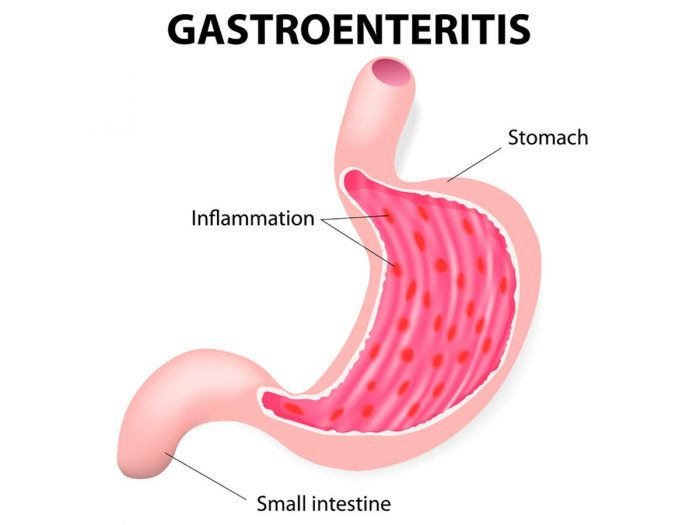 GASTROENTERITIS
Stomach
Inflammation
Small intestine